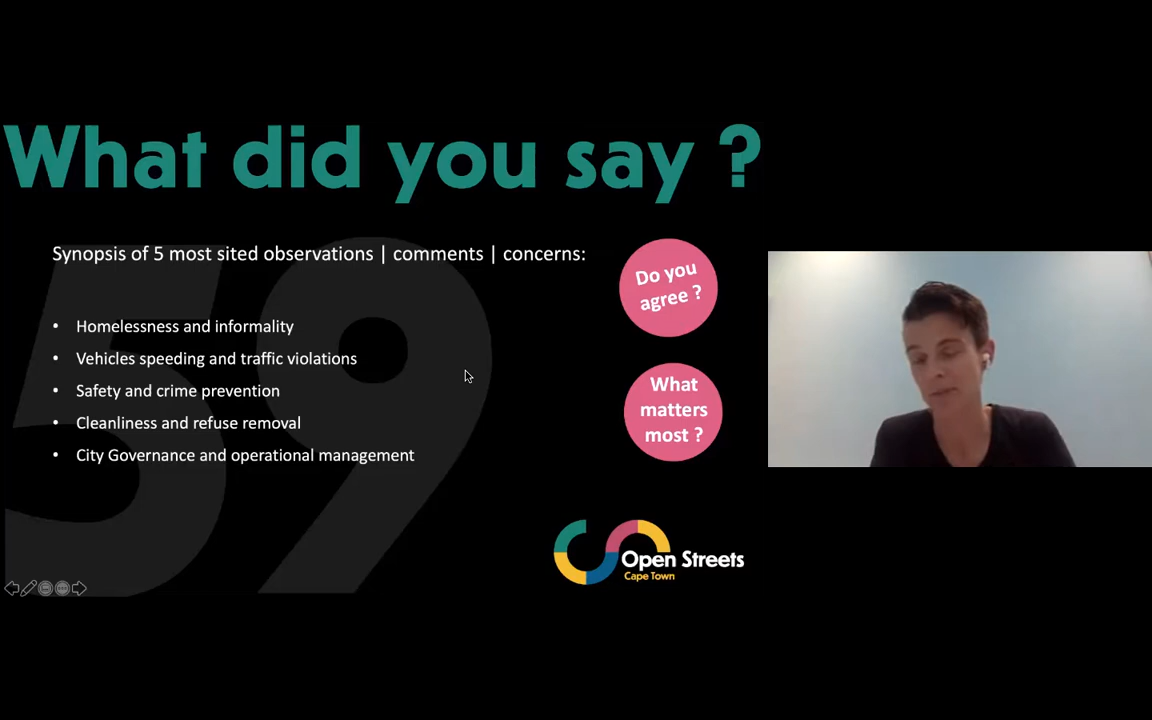 What did you say ?
Synopsis of 5 most sited observations | comments | concerns:
• Homelessness and informality
• Vehicles speeding and traffic violations
• Safety and crime prevention
• Cleanliness and refuse removal
• City Governance and operational management
59
Do you
agree ?
What
matters
most ?
Open Streets
Cape Town